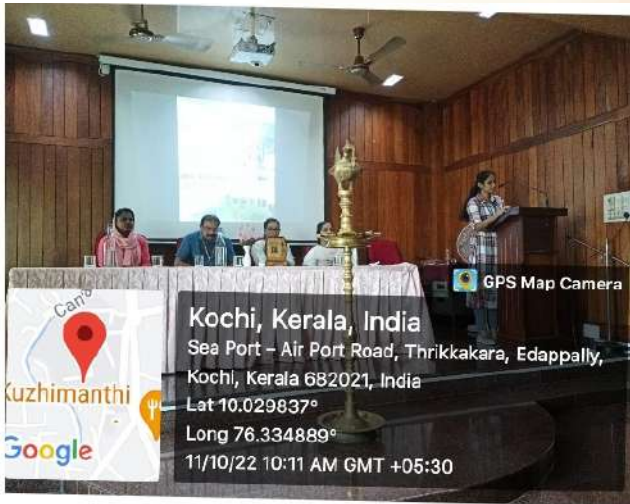 GPS Map Camera
Can
Kuzhimanthi
Google
Kochi, Kerala, India
Sea Port – Air Port Road, Thrikkakara, Edappally,
Kochi, Kerala 682021, India
Lat 10.029837°
Long 76.334889°
11/10/22 10:11 AM GMT +05:30